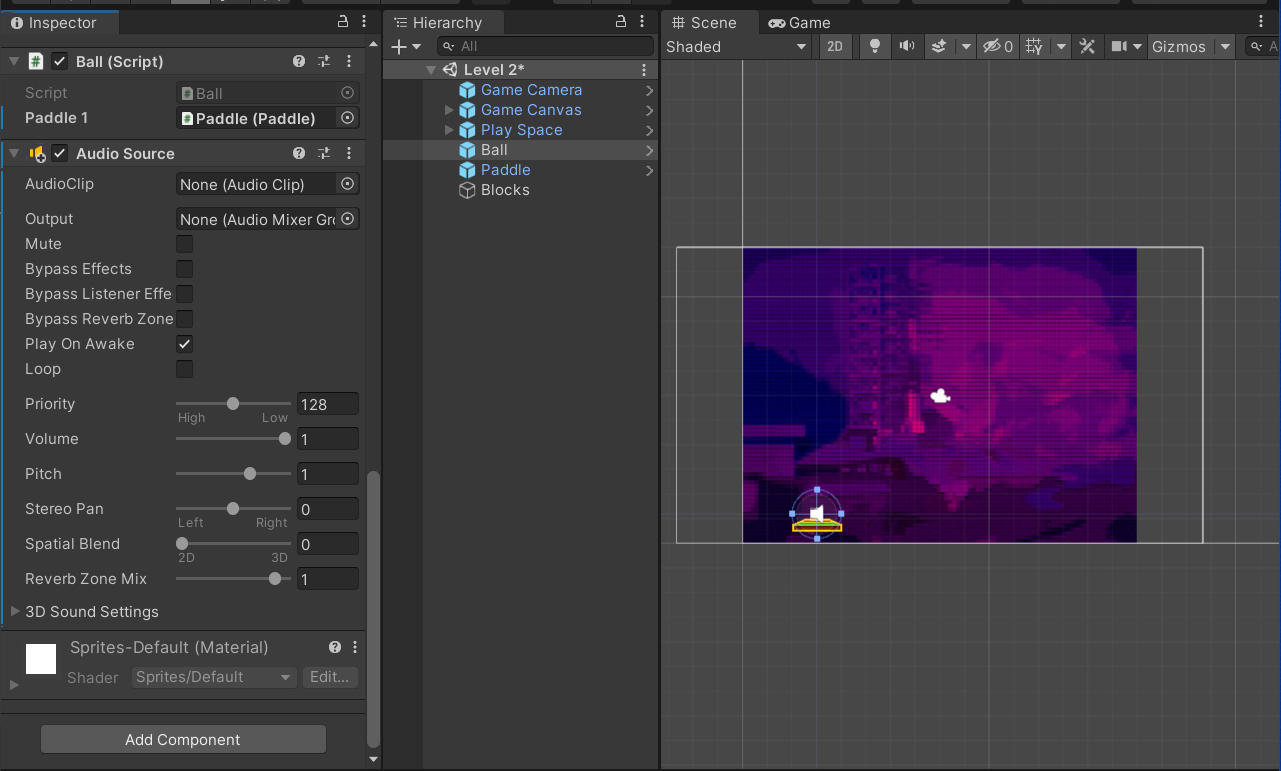 Inspector
Ball (Script)
Script
Ball
Paddle 1
Paddle (Paddle)
Audio Source
AudioClip
None (Audio Clip)
Output
None (Audio Mixer Gro
Mute
Bypass Effects
Bypass Listener Effe
Bypass Reverb Zone
Play On Awake
Loop
Priority
128
High
Low
Volume
1
Pitch
1
Stereo Pan
0
Left
Right
Spatial Blend
0
2D
3D
Reverb Zone Mix
1
3D Sound Settings
Sprites-Default (Material)
Shader
Sprites/Default
Edit...
Add Component
Hierarchy
All
Level 2*
Game Camera
Game Canvas
Play Space
Ball
Paddle
Blocks
Scene
Game
Shaded
2D
0
Gizmos
A